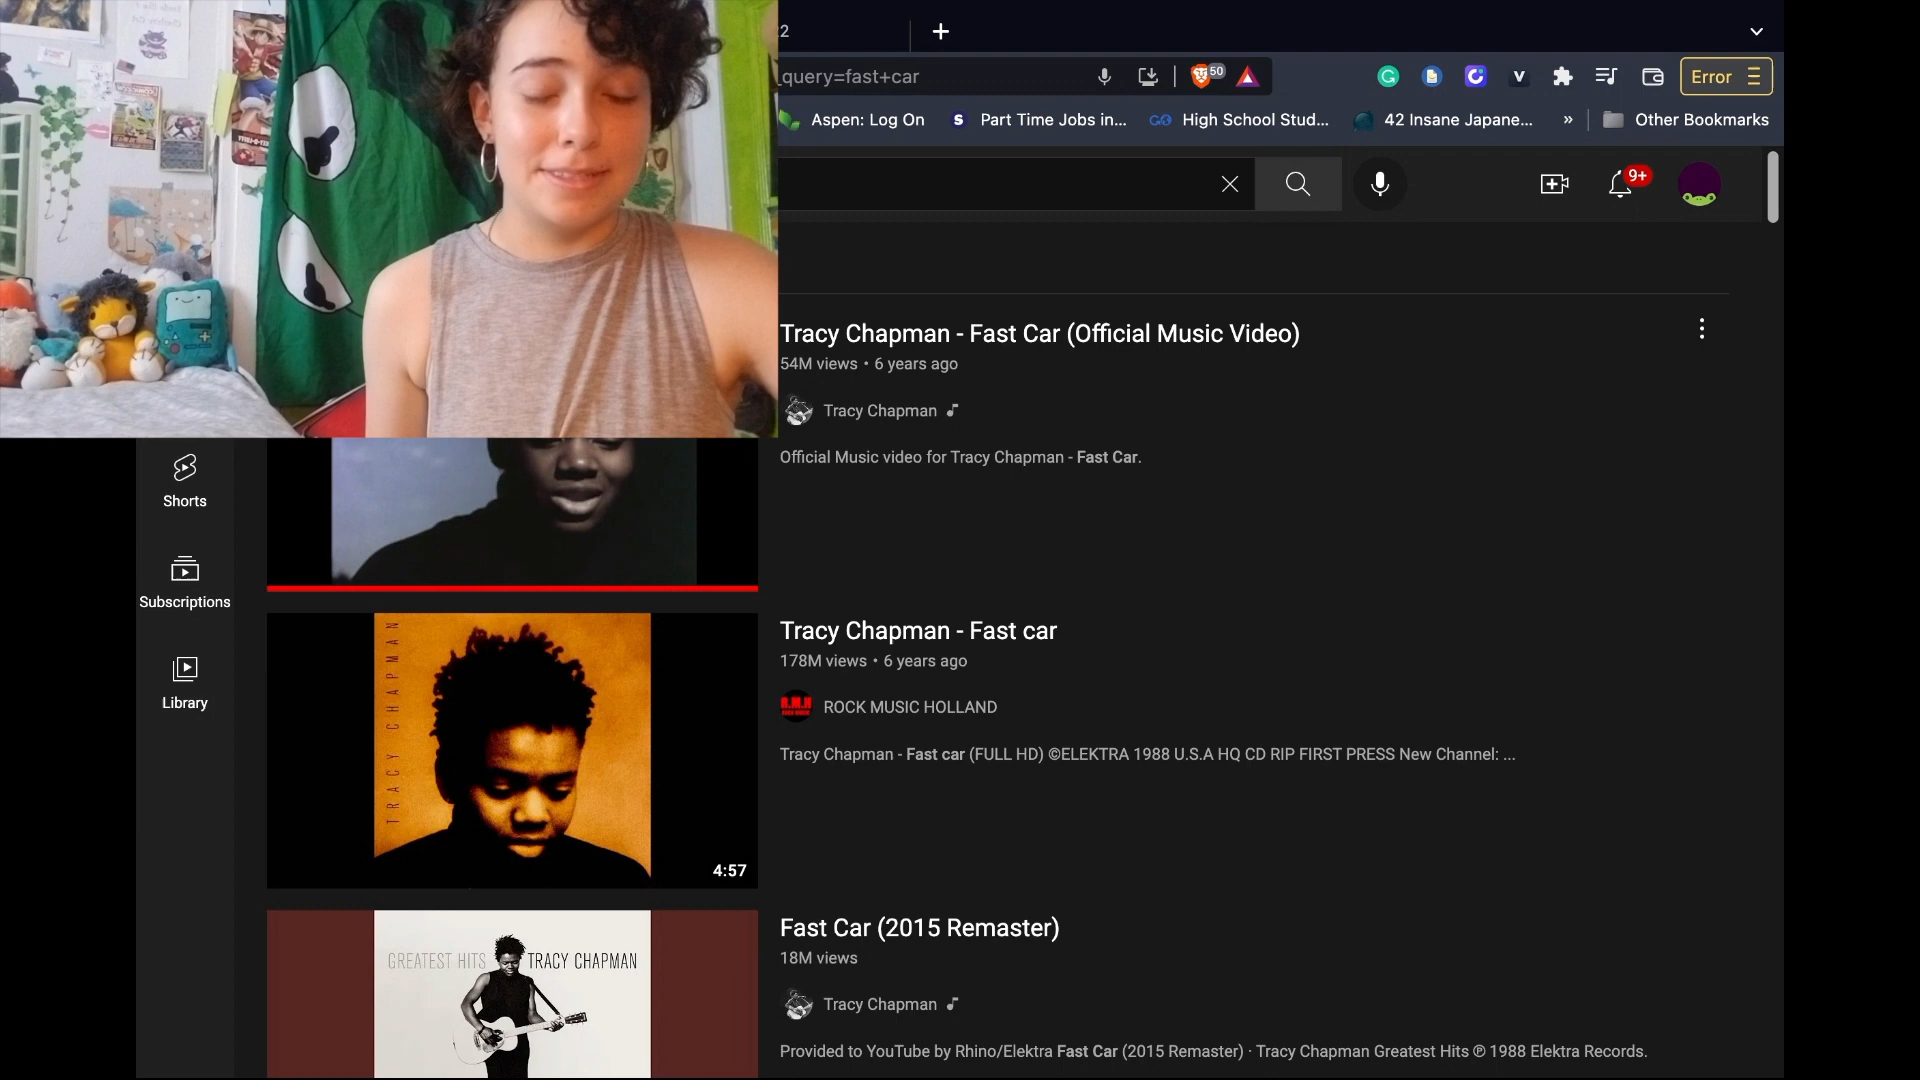 22
_query=fast+car
50
Error
Aspen: Log On
S
Part Time Jobs in...
GO
High School Stud...
42 Insane Japane...
»
Other Bookmarks
9+
Tracy Chapman - Fast Car (Official Music Video)
54M views • 6 years ago
Tracy Chapman
Official Music video for Tracy Chapman - Fast Car.
Shorts
Subscriptions
Library
TRACY CHAPMAN
4:57
Tracy Chapman - Fast car
178M views • 6 years ago
ROCK MUSIC HOLLAND
Tracy Chapman - Fast car (FULL HD) ©ELEKTRA 1988 U.S.A HQ CD RIP FIRST PRESS New Channel: ...
GREATEST HITS TRACY CHAPMAN
Fast Car (2015 Remaster)
18M views
Tracy Chapman
Provided to YouTube by Rhino/Elektra Fast Car (2015 Remaster) · Tracy Chapman Greatest Hits ℗ 1988 Elektra Records.